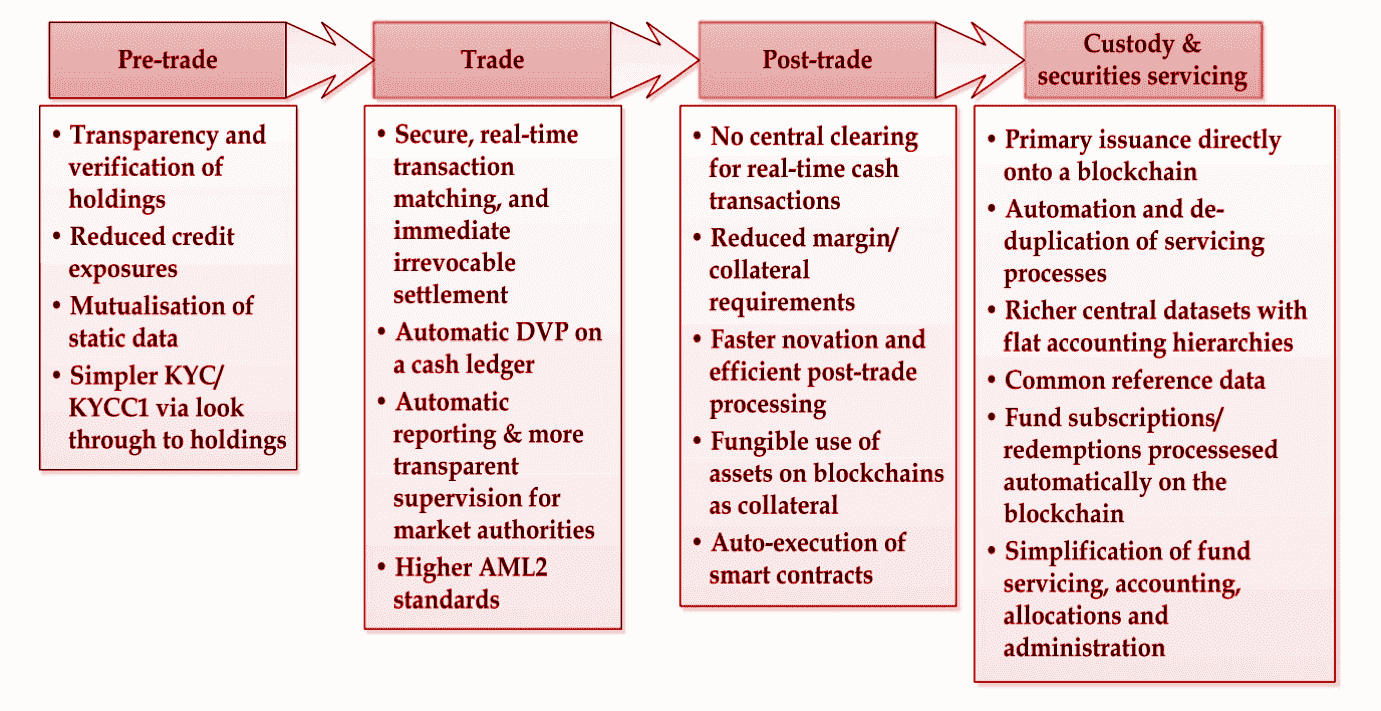 Pre-trade
Trade
Post-trade
Custody &
securities servicing
• Transparency and
verification of
holdings
• Reduced credit
exposures
• Mutualisation of
static data
• Simpler KYC/
KYCC1 via look
through to holdings
• Secure, real-time
transaction
matching, and
immediate
irrevocable
settlement
• Automatic DVP on
a cash ledger
• Automatic
reporting & more
transparent
supervision for
market authorities
• Higher AML2
standards
• No central clearing
for real-time cash
transactions
• Reduced margin/
collateral
requirements
• Faster novation and
efficient post-trade
processing
• Fungible use of
assets on blockchains
as collateral
• Auto-execution of
smart contracts
• Primary issuance directly
onto a blockchain
• Automation and de-
duplication of servicing
processes
• Richer central datasets with
flat accounting hierarchies
• Common reference data
• Fund subscriptions/
redemptions processesed
automatically on the
blockchain
• Simplification of fund
servicing, accounting,
allocations and
administration